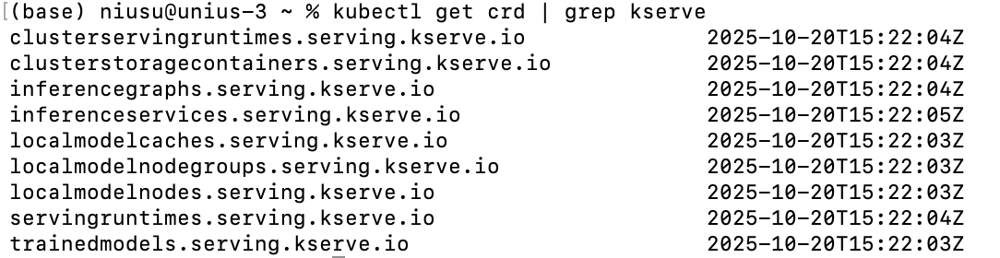 [(base) niusu@unius-3 ~ % kubectl get crd | grep kserve
clusterservingruntimes.serving.kserve.io 2025-10-20T15:22:04Z
clusterstoragecontainers.serving.kserve.io 2025-10-20T15:22:04Z
inferencegraphs.serving.kserve.io 2025-10-20T15:22:04Z
inferenceservices.serving.kserve.io 2025-10-20T15:22:05Z
localmodelcaches.serving.kserve.io 2025-10-20T15:22:03Z
localmodelnodegroups.serving.kserve.io 2025-10-20T15:22:03Z
localmodelnodes.serving.kserve.io 2025-10-20T15:22:03Z
servingruntimes.serving.kserve.io 2025-10-20T15:22:04Z
trainedmodels.serving.kserve.io 2025-10-20T15:22:03Z